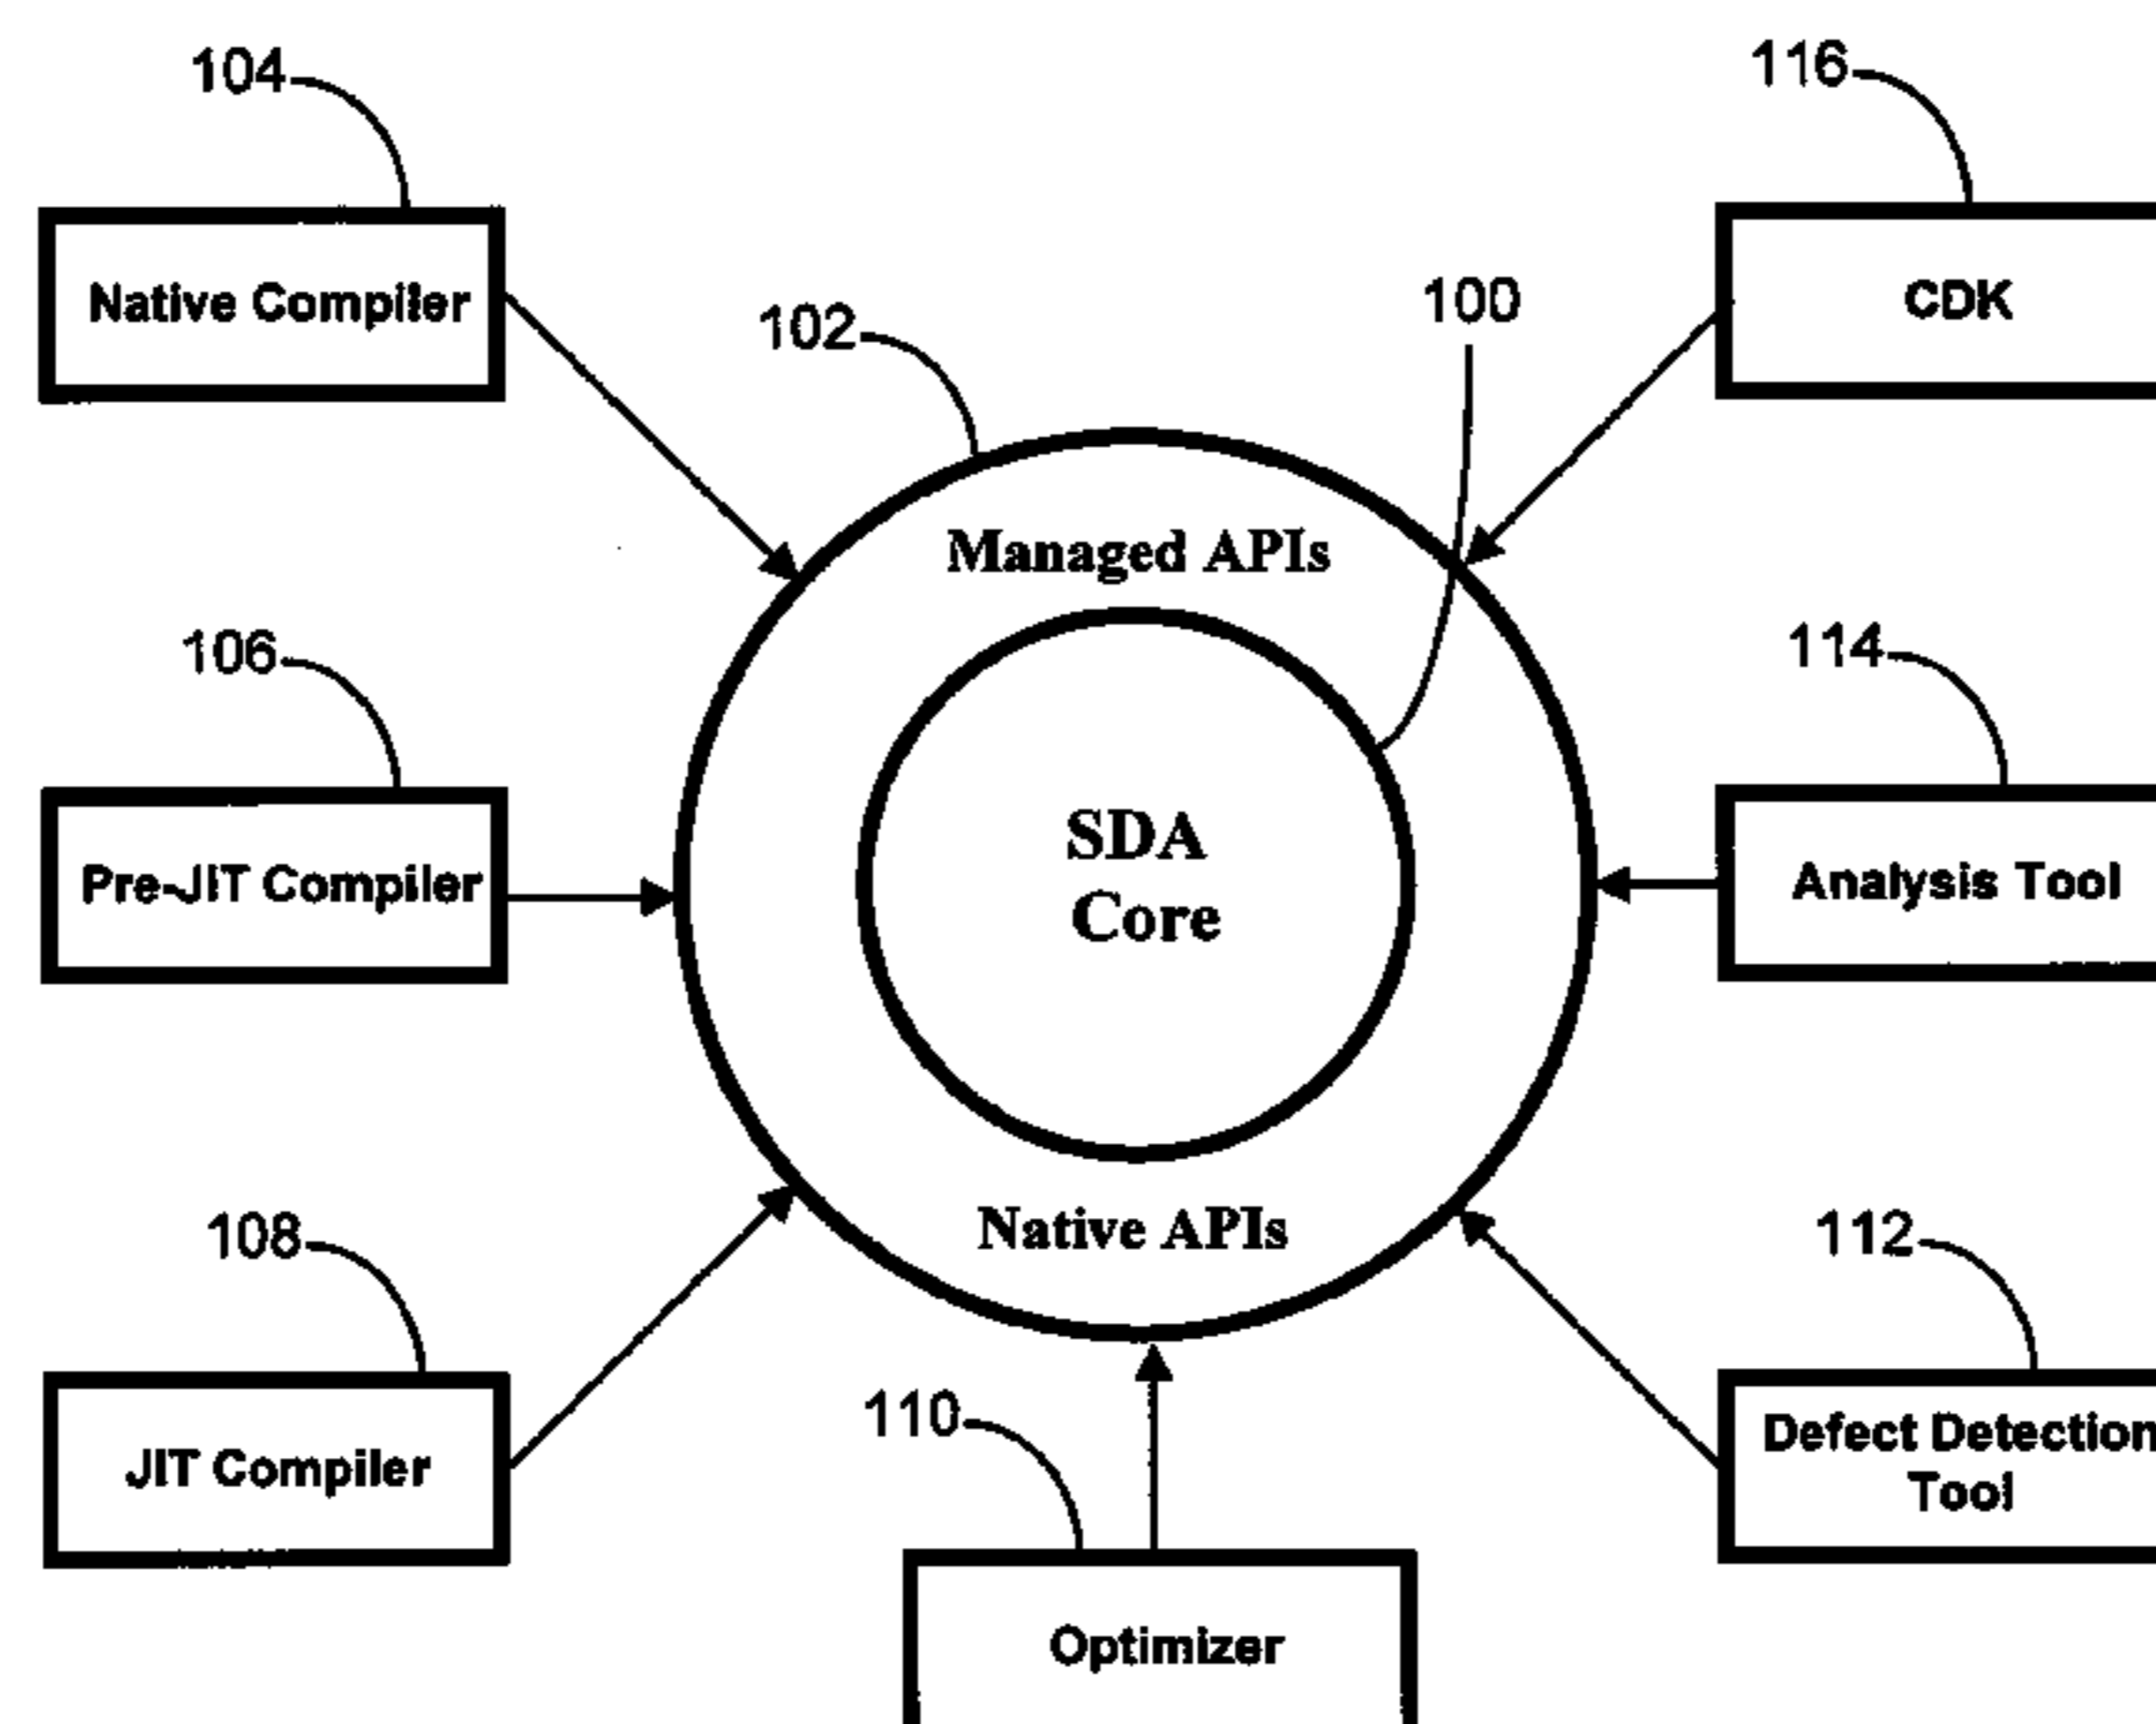 104
116
Native Compiler
CDK
102
100
Managed APIs
106
114
SDA
Core
Pre-JIT Compiler
Analysis Tool
108
Native APIs
112
JIT Compiler
110
Defect Detection
Tool
Optimizer